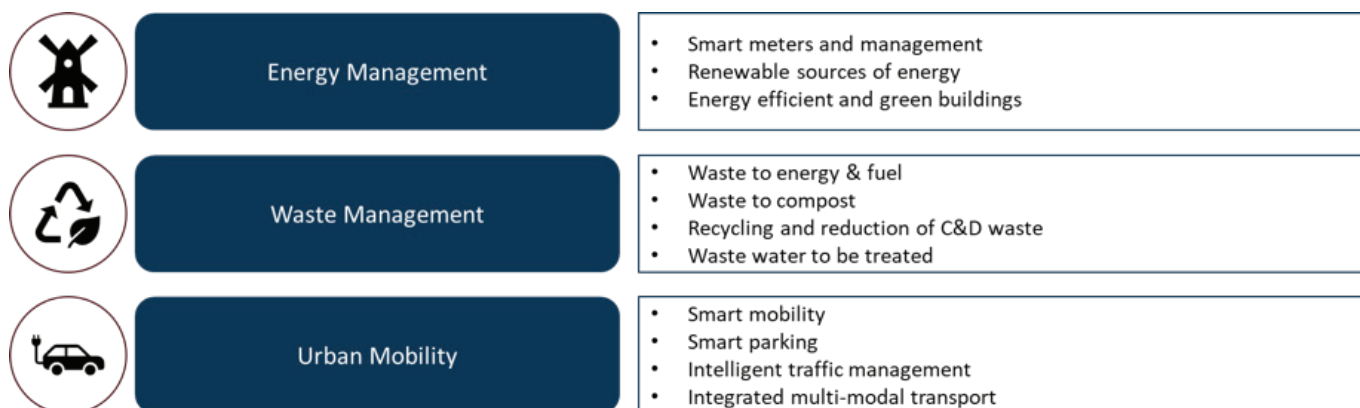 Energy Management
• Smart meters and management
• Renewable sources of energy
• Energy efficient and green buildings
Waste Management
• Waste to energy & fuel
• Waste to compost
• Recycling and reduction of C&D waste
• Waste water to be treated
Urban Mobility
• Smart mobility
• Smart parking
• Intelligent traffic management
• Integrated multi-modal transport